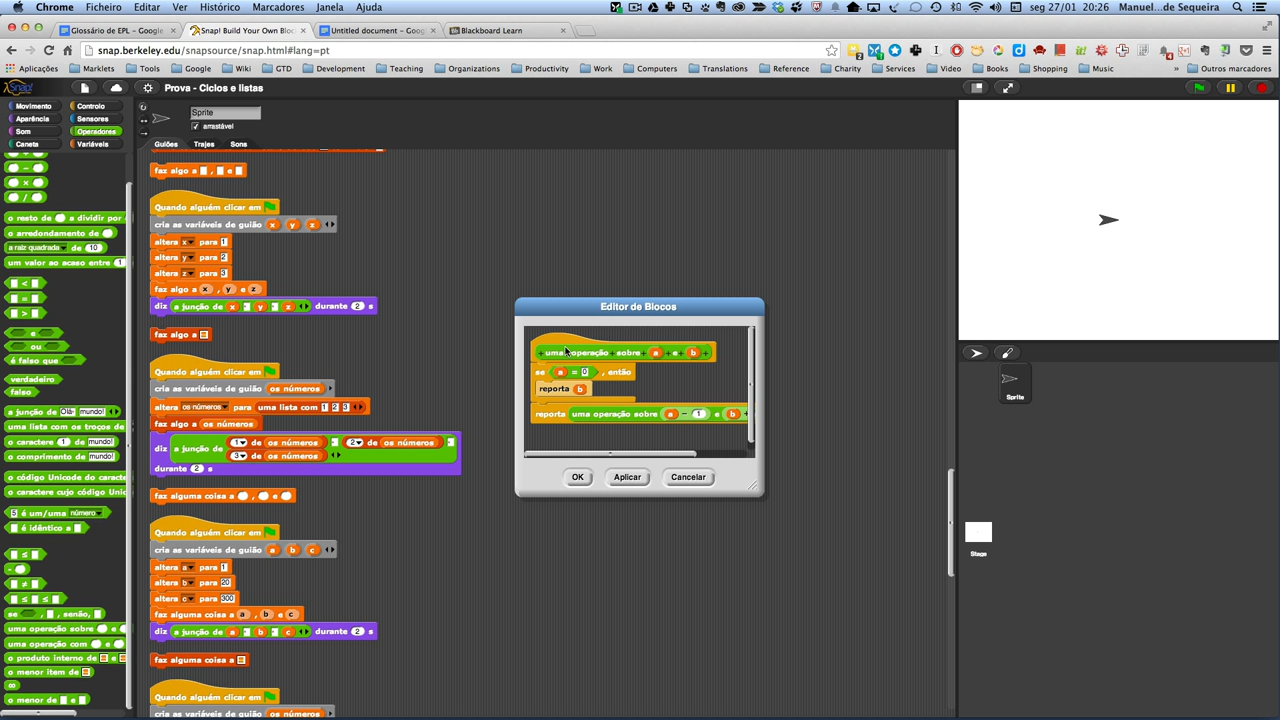 Chrome Ficheiro Editar Ver Histórico Marcadores Janela Ajuda seg 27/01 20:26 Manuel...de Sequeira
Glossário de EPL – Google Snap! Build Your Own Bloc Untitled document – Google Blackboard Learn
snap.berkeley.edu/snapsource/snap.html#lang=pt
Aplicações Marklets Tools Google Wiki GTD Development Teaching Organizations Productivity Work Computers Translations Reference Charity Services Video Books Shopping Music » Outros marcadores
Snap! Prova - Ciclos e listas
Movimento Controlo
Aparência Sensores
Som Operadores
Caneta Variáveis
Sprite
arrastável
Guiões Trajes Sons
−
×
/
o resto de a dividir por
o arredondamento de
a raiz quadrada de 10
um valor ao acaso entre 1
<
=
>
e
ou
é falso que
verdadeiro
falso
a junção de Olá- mundo!
uma lista com os troços de
o caractere 1 de mundo!
o comprimento de mundo!
o código Unicode do caracte
o caractere cujo código Unic
5 é um/uma número
é idêntico a
≤
-
≠
≤ ≤
se , senão,
uma operação sobre e
uma operação com e
o produto interno de e
o menor item de
∞
o menor de e
faz algo a , e
Quando alguém clicar em
cria as variáveis de guião x y z
altera x para 1
altera y para 2
altera z para 3
faz algo a x , y e z
diz a junção de x y z durante 2 s
faz algo a
Quando alguém clicar em
cria as variáveis de guião os números
altera os números para uma lista com 1 2 3
faz algo a os números
diz a junção de 1 de os números 2 de os números
3 de os números
durante 2 s
faz alguma coisa a , e
Quando alguém clicar em
cria as variáveis de guião a b c
altera a para 1
altera b para 20
altera c para 300
faz alguma coisa a a , b e c
diz a junção de a b c durante 2 s
faz alguma coisa a
Quando alguém clicar em
cria as variáveis de guião os números
Editor de Blocos
+ uma + operação + sobre + a + e + b +
se a = 0 , então
reporta b
reporta uma operação sobre a − 1 e b +
OK Aplicar Cancelar
Sprite
Stage